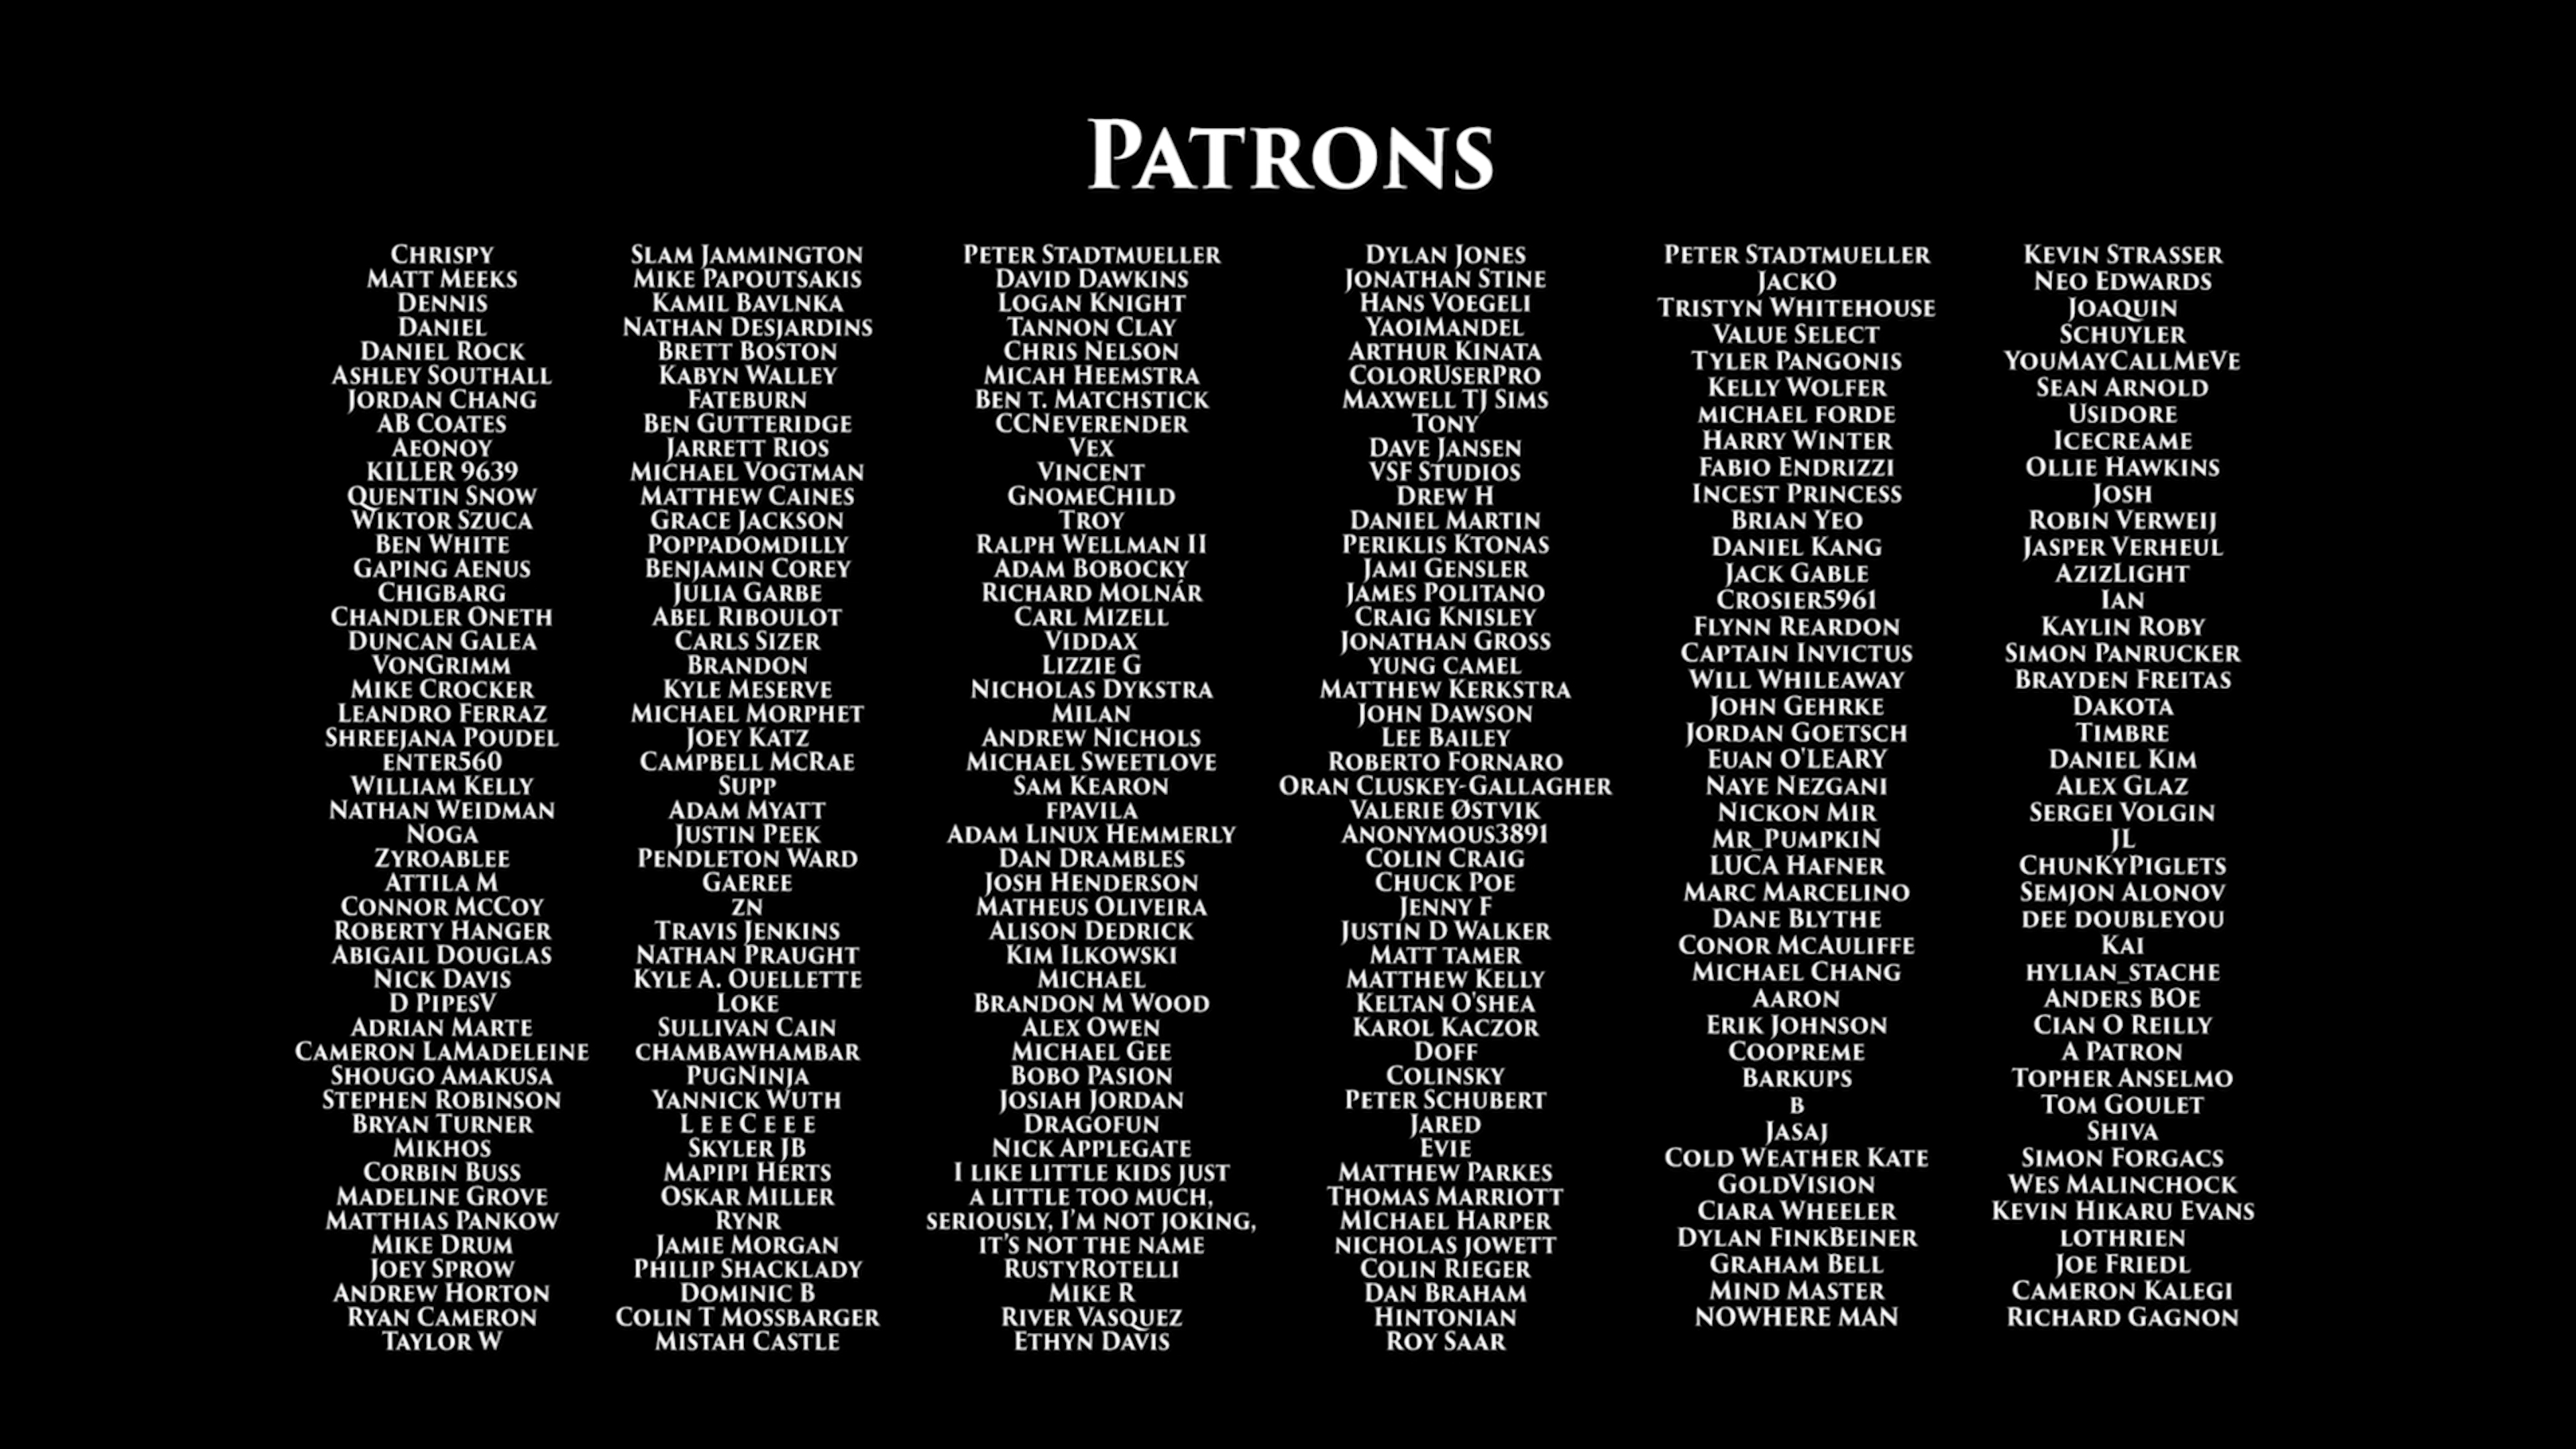 Patrons
Chrispy
Matt Meeks
Dennis
Daniel
Daniel Rock
Ashley Southall
Jordan Chang
AB Coates
Aeonoy
KILLER 9639
Quentin Snow
Wiktor Szuca
Ben White
Gaping Aenus
Chigbarg
Chandler Oneth
Duncan Galea
VonGrimm
Mike Crocker
Leandro Ferraz
Shreejana Poudel
enter560
William Kelly
Nathan Weidman
Noga
Zyroablee
Attila M
Connor McCoy
Roberty Hanger
Abigail Douglas
Nick Davis
D PipesV
Adrian Marte
Cameron LaMadeleine
Shougo Amakusa
Stephen Robinson
Bryan Turner
Mikhos
Corbin Buss
Madeline Grove
Matthias Pankow
Mike Drum
Joey Sprow
Andrew Horton
Ryan Cameron
Taylor W
Slam Jammington
Mike Papoutsakis
Kamil Bavlnka
Nathan Desjardins
Brett Boston
Kabyn Walley
Fateburn
Ben Gutteridge
Jarrett Rios
Michael Vogtman
Matthew Caines
Grace Jackson
Poppadomdilly
Benjamin Corey
Julia Garbe
Abel Riboulot
Carls Sizer
Brandon
Kyle Meserve
Michael Morphet
Joey Katz
Campbell McRae
Supp
Adam Myatt
Justin Peek
Pendleton Ward
Gaeree
zn
Travis Jenkins
Nathan Praught
Kyle A. Ouellette
Loke
Sullivan Cain
chambawhambar
PugNinja
Yannick Wuth
L e e C e e e
Skyler JB
Mapipi Herts
Oskar Miller
Rynr
Jamie Morgan
Philip Shacklady
Dominic B
Colin T Mossbarger
Mistah Castle
Peter Stadtmueller
David Dawkins
Logan Knight
Tannon Clay
Chris Nelson
Micah Heemstra
Ben t. Matchstick
CCNeverender
Vex
Vincent
GnomeChild
Troy
Ralph Wellman II
Adam Bobocky
Richard Molnár
Carl Mizell
Viddax
Lizzie G
Nicholas Dykstra
Milan
Andrew Nichols
Michael Sweetlove
Sam Kearon
fpavila
Adam Linux Hemmerly
Dan Drambles
Josh Henderson
Matheus Oliveira
Alison Dedrick
Kim Ilkowski
Michael
Brandon M Wood
Alex Owen
Michael Gee
Bobo Pasion
Josiah Jordan
Dragofun
Nick Applegate
I like little kids just
a little too much,
seriously, I'm not joking,
it's not the name
RustyRotelli
Mike R
River Vasquez
Ethyn Davis
Dylan Jones
Jonathan Stine
Hans Voegeli
YaoiMandel
Arthur Kinata
ColorUserPro
Maxwell TJ Sims
Tony
Dave Jansen
VSF Studios
Drew H
Daniel Martin
Periklis Ktonas
Jami Gensler
James Politano
Craig Knisley
Jonathan Gross
yung camel
Matthew Kerkstra
John Dawson
Lee Bailey
Roberto Fornaro
Oran Cluskey-Gallagher
Valerie Østvik
Anonymous3891
Colin Craig
Chuck Poe
Jenny F
Justin D Walker
Matt tamer
Matthew Kelly
Keltan O'shea
Karol Kaczor
Doff
Colinsky
Peter Schubert
Jared
Evie
Matthew Parkes
Thomas Marriott
MIchael Harper
nicholas jowett
Colin Rieger
Dan Braham
Hintonian
Roy Saar
Peter Stadtmueller
JackO
Tristyn Whitehouse
Value Select
Tyler Pangonis
Kelly Wolfer
michael forde
Harry Winter
Fabio Endrizzi
Incest Princess
Brian Yeo
Daniel Kang
Jack Gable
Crosier5961
Flynn Reardon
Captain Invictus
Will Whileaway
John Gehrke
Jordan Goetsch
Euan O'Leary
Naye Nezgani
Nickon Mir
Mr_PumpkiN
LUCA Hafner
Marc Marcelino
Dane Blythe
Conor McAuliffe
Michael Chang
Aaron
Erik Johnson
Coopreme
Barkups
b
Jasaj
Cold Weather Kate
GoldVision
Ciara Wheeler
Dylan FinkBeiner
Graham Bell
Mind Master
NOWHERE MAN
Kevin Strasser
Neo Edwards
Joaquin
Schuyler
YouMayCallMeVe
Sean Arnold
Usidore
Icecreame
Ollie Hawkins
Josh
Robin Verweij
Jasper Verheul
AzizLight
Ian
Kaylin Roby
Simon Panrucker
Brayden Freitas
Dakota
Timbre
Daniel Kim
Alex Glaz
Sergei Volgin
JL
ChunKyPiglets
Semjon Alonov
dee doubleyou
Kai
hylian_stache
Anders BOe
Cian O Reilly
A Patron
Topher Anselmo
Tom Goulet
Shiva
Simon Forgacs
Wes Malinchock
Kevin Hikaru Evans
lothrien
Joe Friedl
Cameron Kalegi
Richard Gagnon